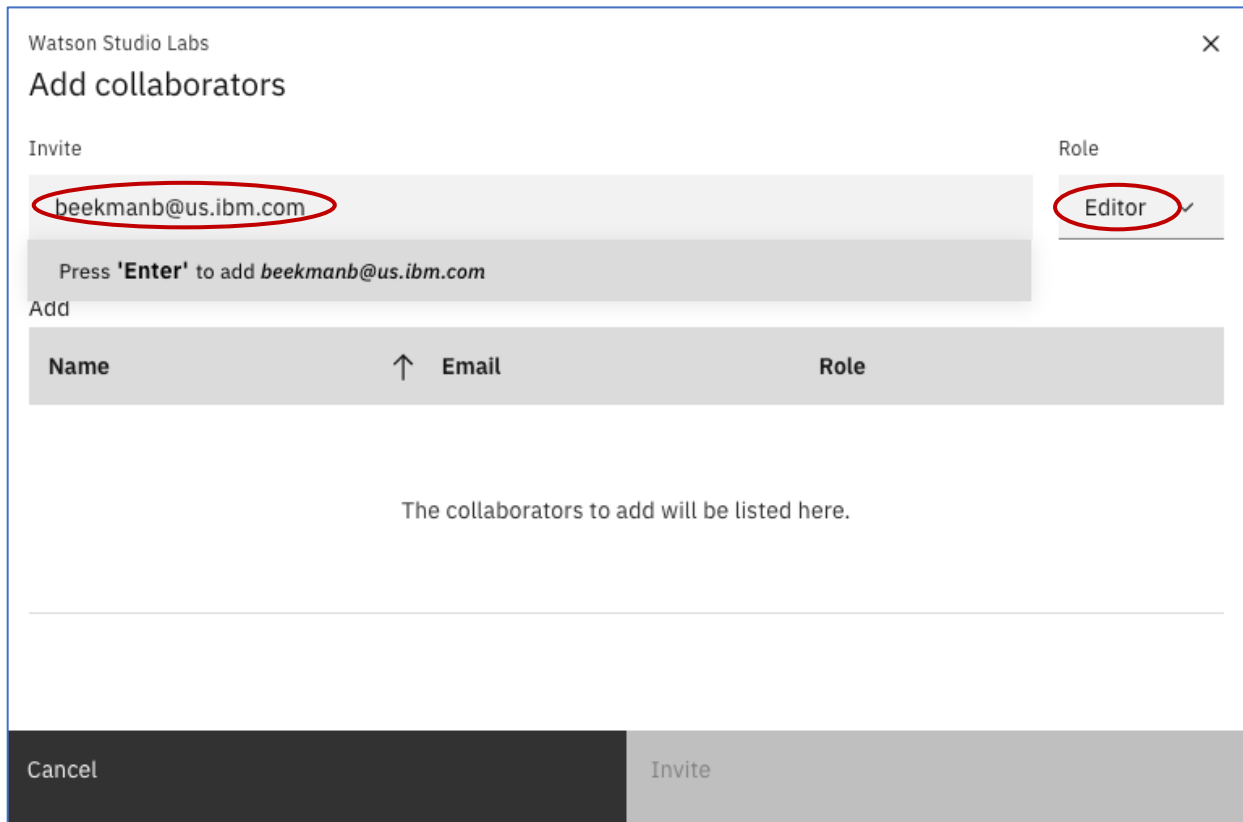 Watson Studio Labs
Add collaborators
Invite Role
beekmanb@us.ibm.com Editor
Press 'Enter' to add beekmanb@us.ibm.com
Add
Name Email Role
The collaborators to add will be listed here.
Cancel Invite